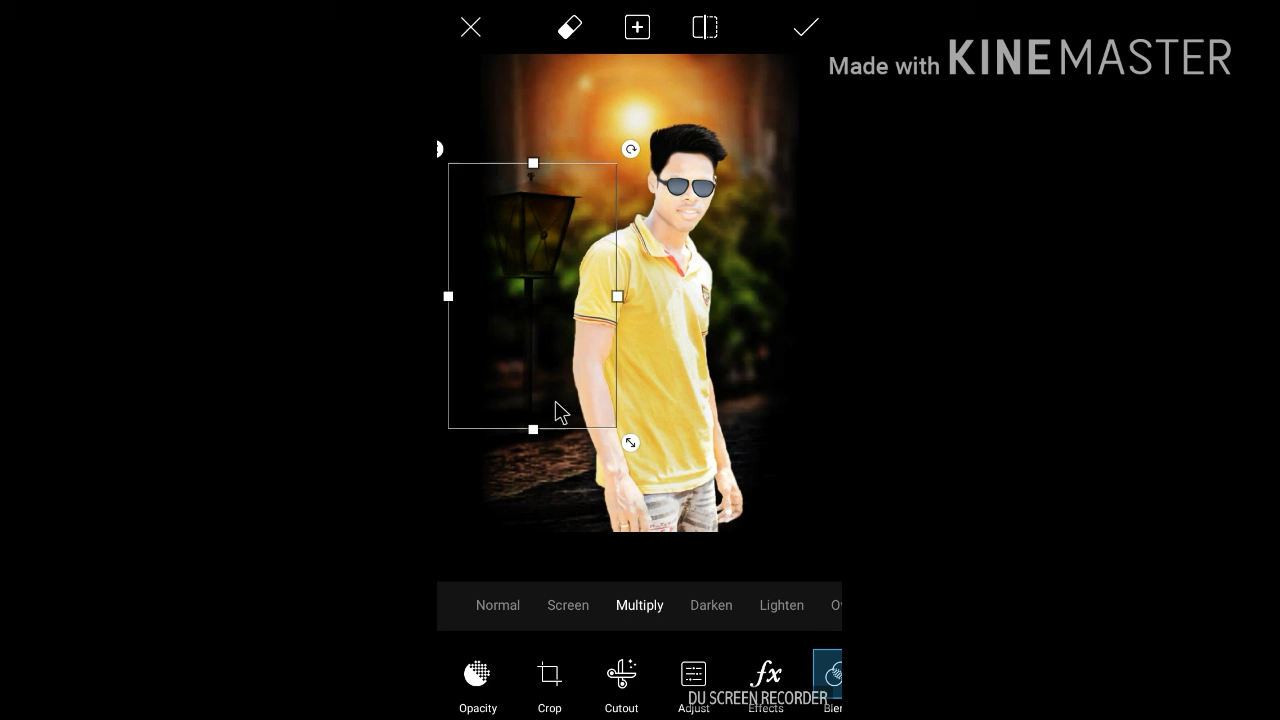 Made with KINEMASTER
Normal Screen Multiply Darken Lighten
Opacity Crop Cutout Adjust Effects
DU SCREEN RECORDER